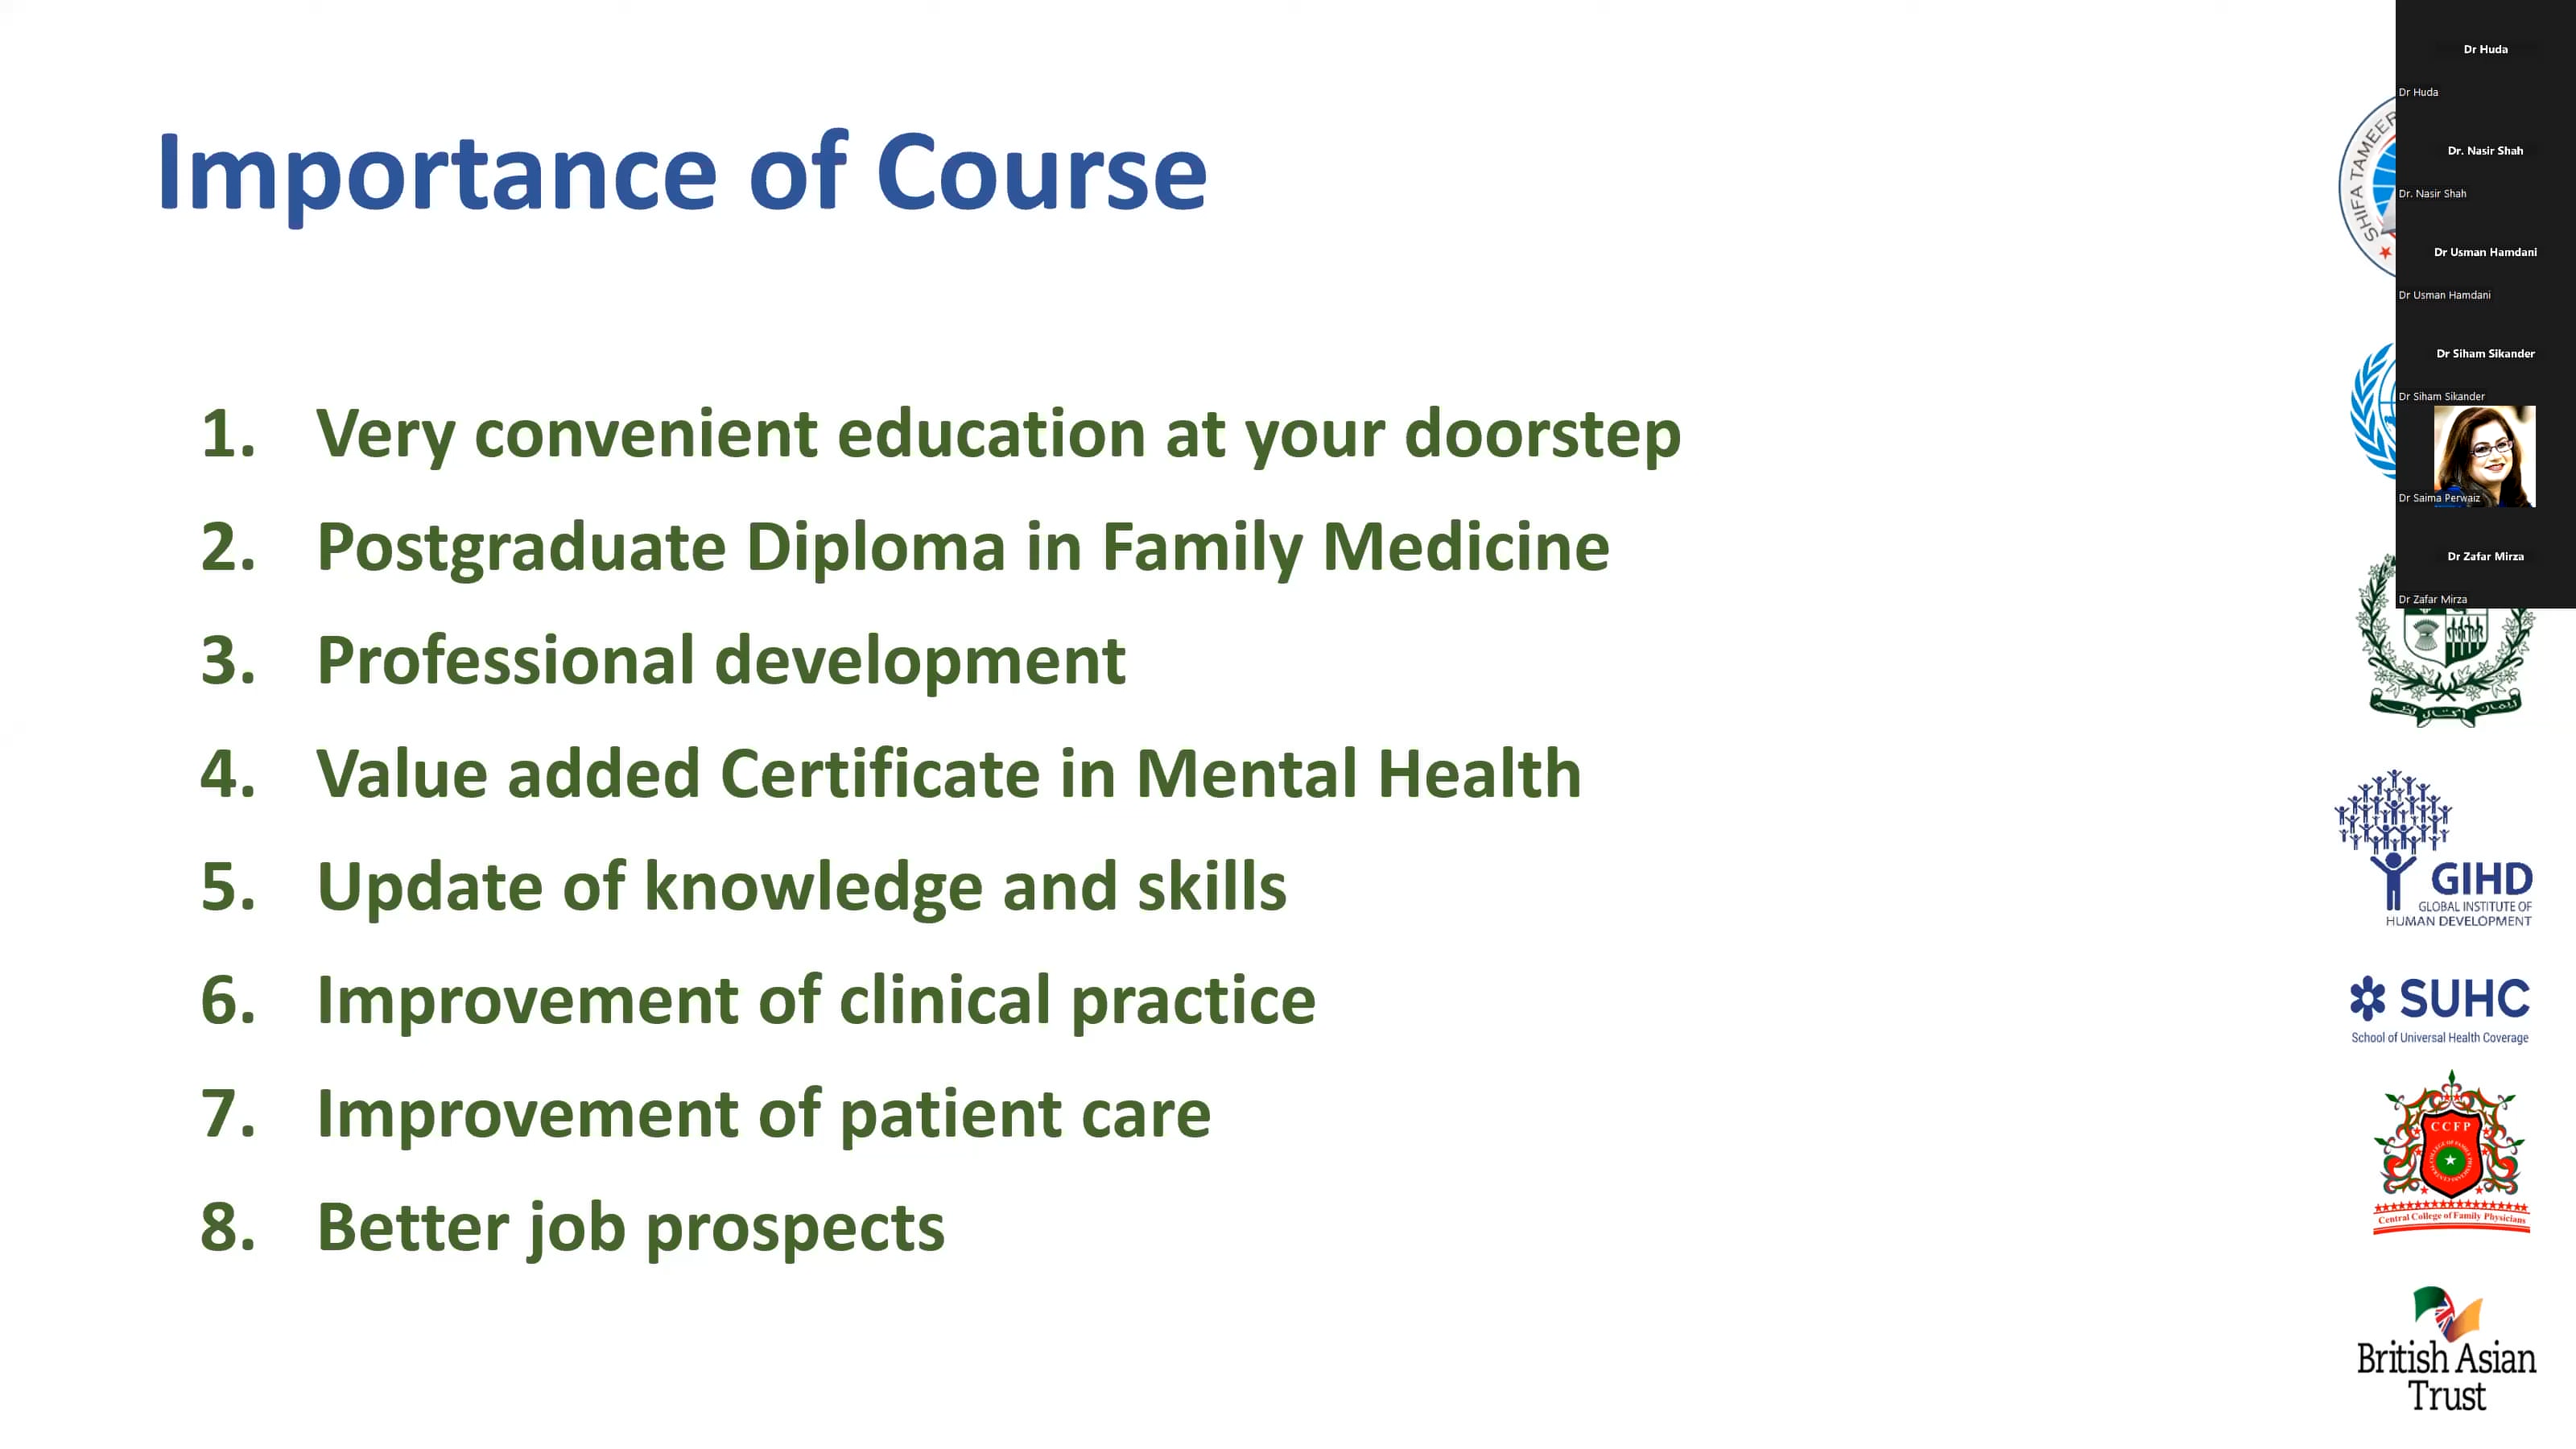 Importance of Course
1. Very convenient education at your doorstep
2. Postgraduate Diploma in Family Medicine
3. Professional development
4. Value added Certificate in Mental Health
5. Update of knowledge and skills
6. Improvement of clinical practice
7. Improvement of patient care
8. Better job prospects
Dr Huda
Dr Huda
Dr. Nasir Shah
Dr. Nasir Shah
Dr Usman Hamdani
Dr Usman Hamdani
Dr Siham Sikander
Dr Siham Sikander
Dr Saima Perwaiz
Dr Zafar Mirza
Dr Zafar Mirza
SHIFA TAMEER
GIHD
GLOBAL INSTITUTE OF
HUMAN DEVELOPMENT
SUHC
School of Universal Health Coverage
CCFP
Central College of Family Physicians
British Asian
Trust